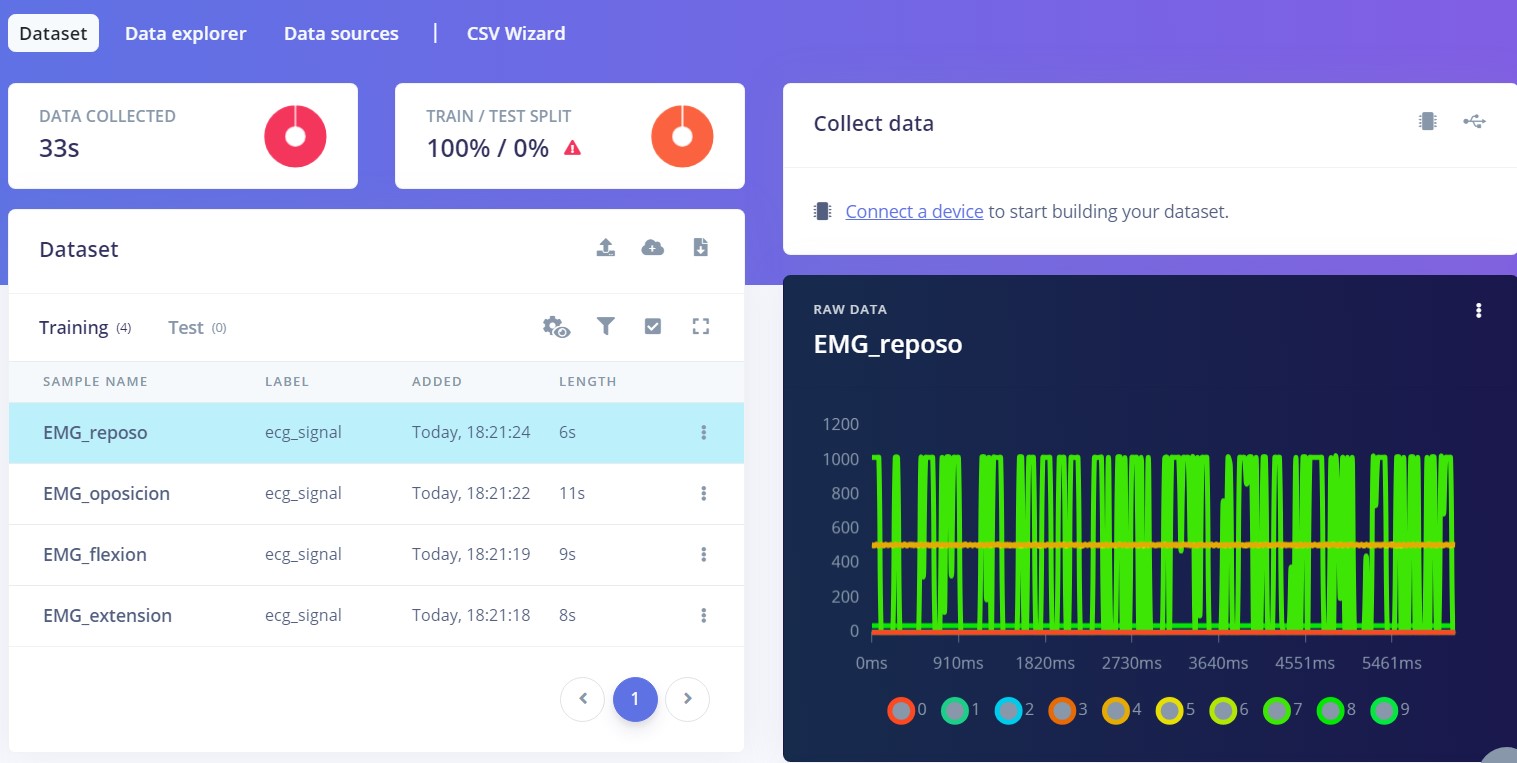 Dataset Data explorer Data sources | CSV Wizard
DATA COLLECTED
33s
TRAIN / TEST SPLIT
100% / 0%
Dataset
Training (4) Test (0)
SAMPLE NAME LABEL ADDED LENGTH
EMG_reposo ecg_signal Today, 18:21:24 6s
EMG_oposicion ecg_signal Today, 18:21:22 11s
EMG_flexion ecg_signal Today, 18:21:19 9s
EMG_extension ecg_signal Today, 18:21:18 8s
1
Collect data
Connect a device to start building your dataset.
RAW DATA
EMG_reposo
1200
1000
800
600
400
200
0
0ms 910ms 1820ms 2730ms 3640ms 4551ms 5461ms
0 1 2 3 4 5 6 7 8 9